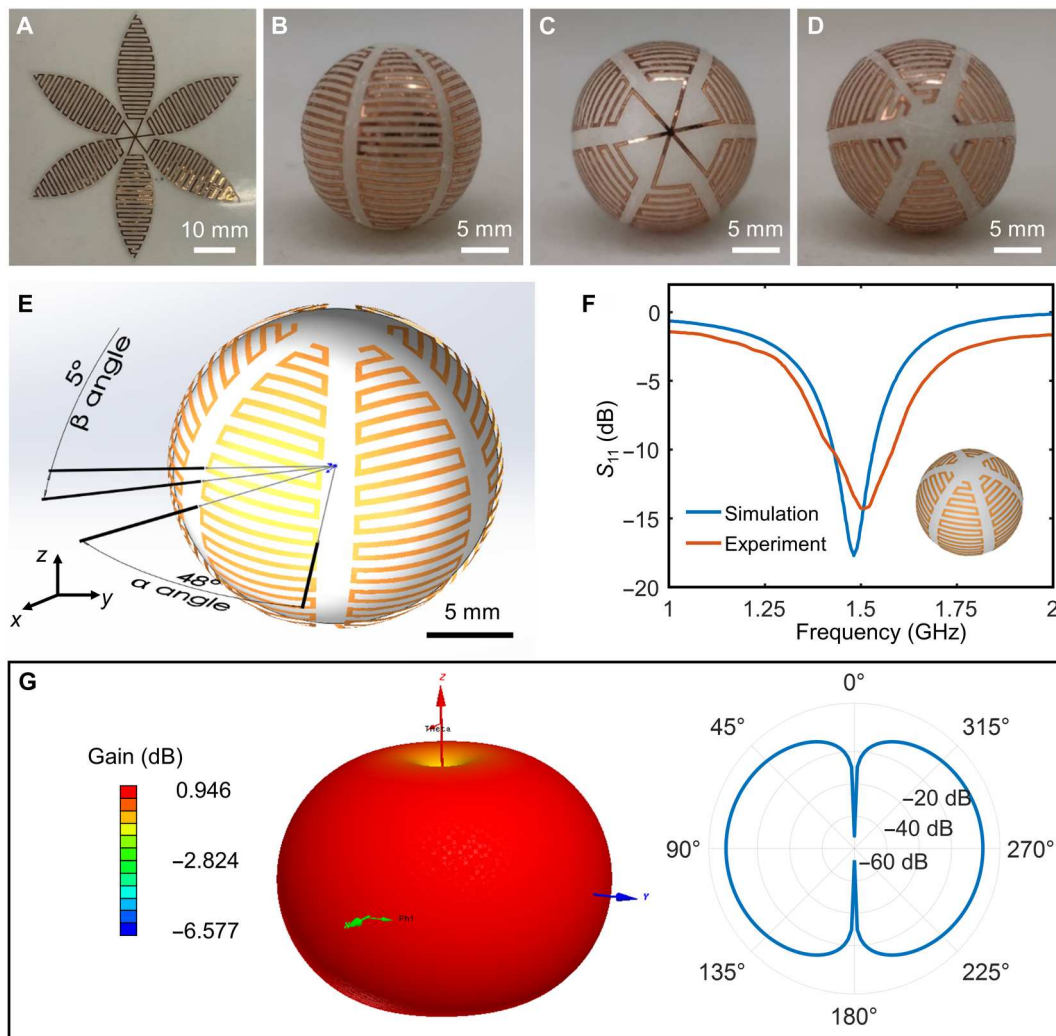 A
B
C
D
10 mm
5 mm
5 mm
5 mm
E
5°
β angle
48°
α angle
z
y
x
5 mm
F
0
−5
−10
−15
−20
S11 (dB)
Simulation
Experiment
1
1.25
1.5
1.75
2
Frequency (GHz)
G
Gain (dB)
0.946
−2.824
−6.577
Z
Theta
Y
Phi
0°
45°
315°
−20 dB
−40 dB
90°
−60 dB
270°
135°
225°
180°